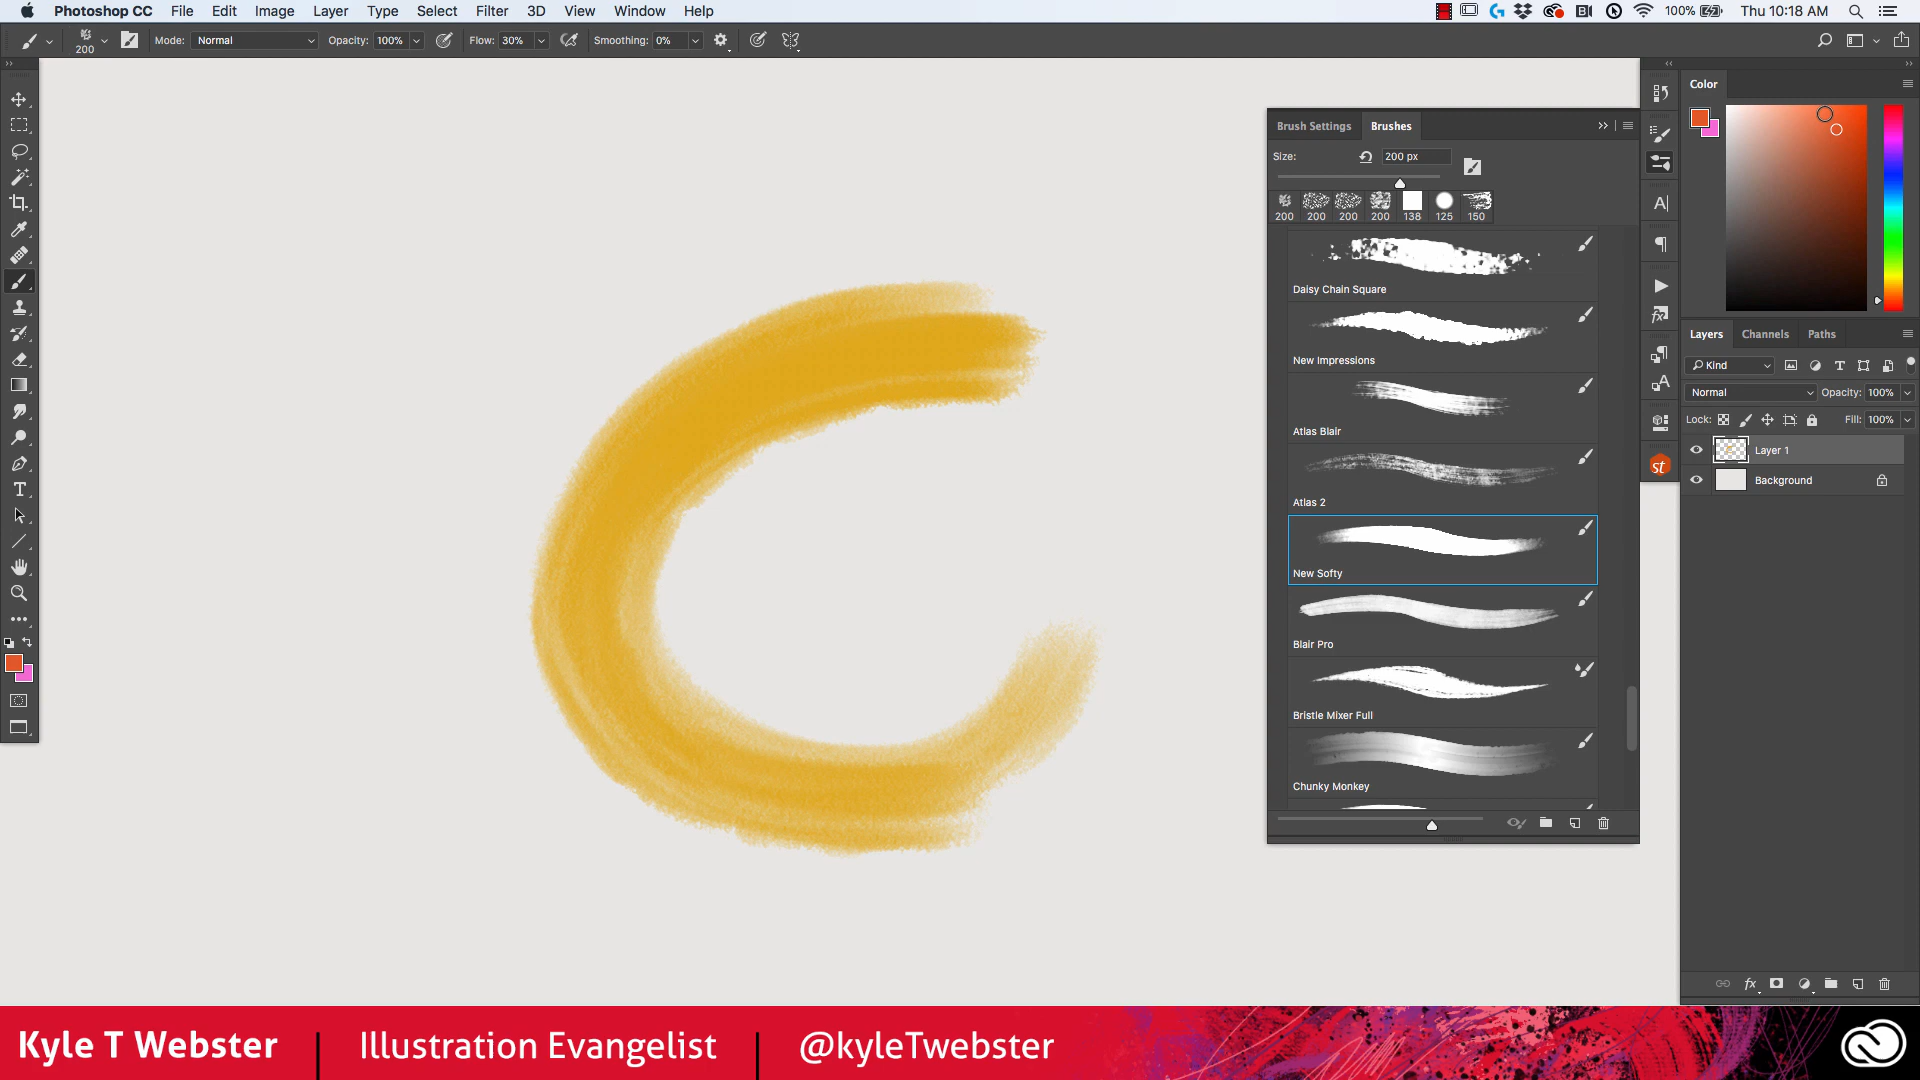 Photoshop CC File Edit Image Layer Type Select Filter 3D View Window Help 100% Thu 10:18 AM
200 Mode: Normal Opacity: 100% Flow: 30% Smoothing: 0%
Brush Settings Brushes
Size: 200 px
200 200 200 200 138 125 150
Daisy Chain Square
New Impressions
Atlas Blair
Atlas 2
New Softy
Blair Pro
Bristle Mixer Full
Chunky Monkey
Color
Layers Channels Paths
Kind
Normal Opacity: 100%
Lock: Fill: 100%
Layer 1
Background
st
Kyle T Webster | Illustration Evangelist | @kyleTwebster